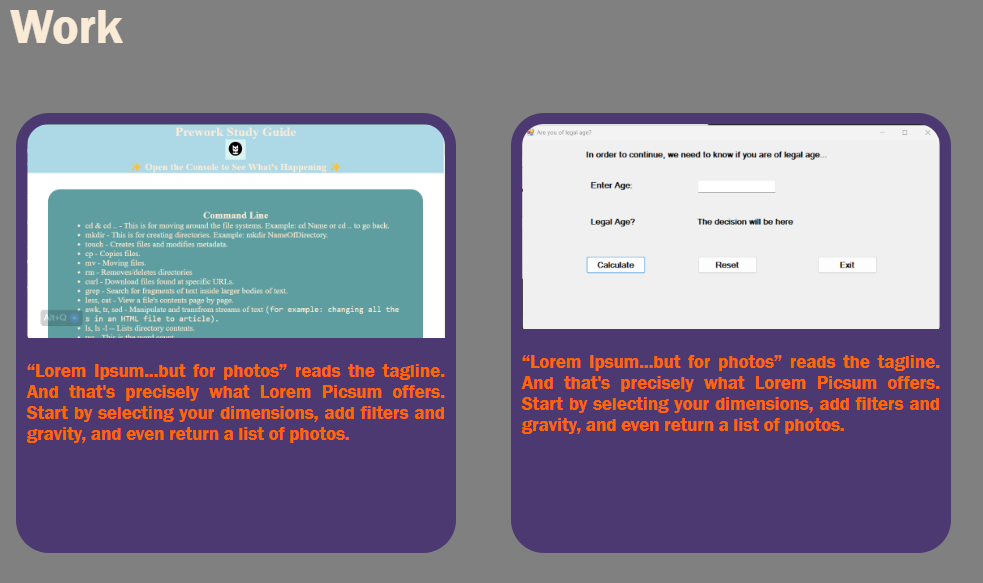 Work
Prework Study Guide
✨ Open the Console to See What's Happening ✨
Command Line
• cd & cd .. - This is for moving around the file systems. Example: cd Name or cd .. to go back.
• mkdir - This is for creating directories. Example: mkdir NameOfDirectory.
• touch - Creates files and modifies metadata.
• cp - Copies files.
• mv - Moving files.
• rm - Removes/deletes directories
• curl - Download files found at specific URLs.
• grep - Search for fragments of text inside larger bodies of text.
• less, cat - View a file's contents page by page.
• awk, tr, sed - Manipulate and transfrom streams of text (for example: changing all the
s in an HTML file to article).
• ls, ls -l -- Lists directory contents.
Alt+Q
“Lorem Ipsum...but for photos” reads the tagline.
And that's precisely what Lorem Picsum offers.
Start by selecting your dimensions, add filters and
gravity, and even return a list of photos.
Are you of legal age?
In order to continue, we need to know if you are of legal age...
Enter Age:
Legal Age? The decision will be here
Calculate Reset Exit
“Lorem Ipsum...but for photos” reads the tagline.
And that's precisely what Lorem Picsum offers.
Start by selecting your dimensions, add filters and
gravity, and even return a list of photos.